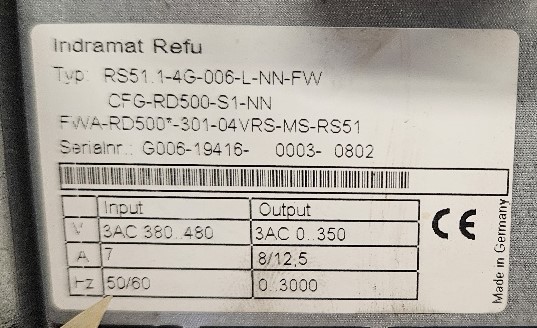 Indramat Refu
Typ: RS51.1-4G-006-L-NN-FW
CFG-RD500-S1-NN
FWA-RD500*-301-04VRS-MS-RS51
Serialnr.: G006-19416- 0003- 0802
Input Output
V 3AC 380..480 3AC 0..350
A 7 8/12,5
Hz 50/60 0..3000
CE
Made in Germany